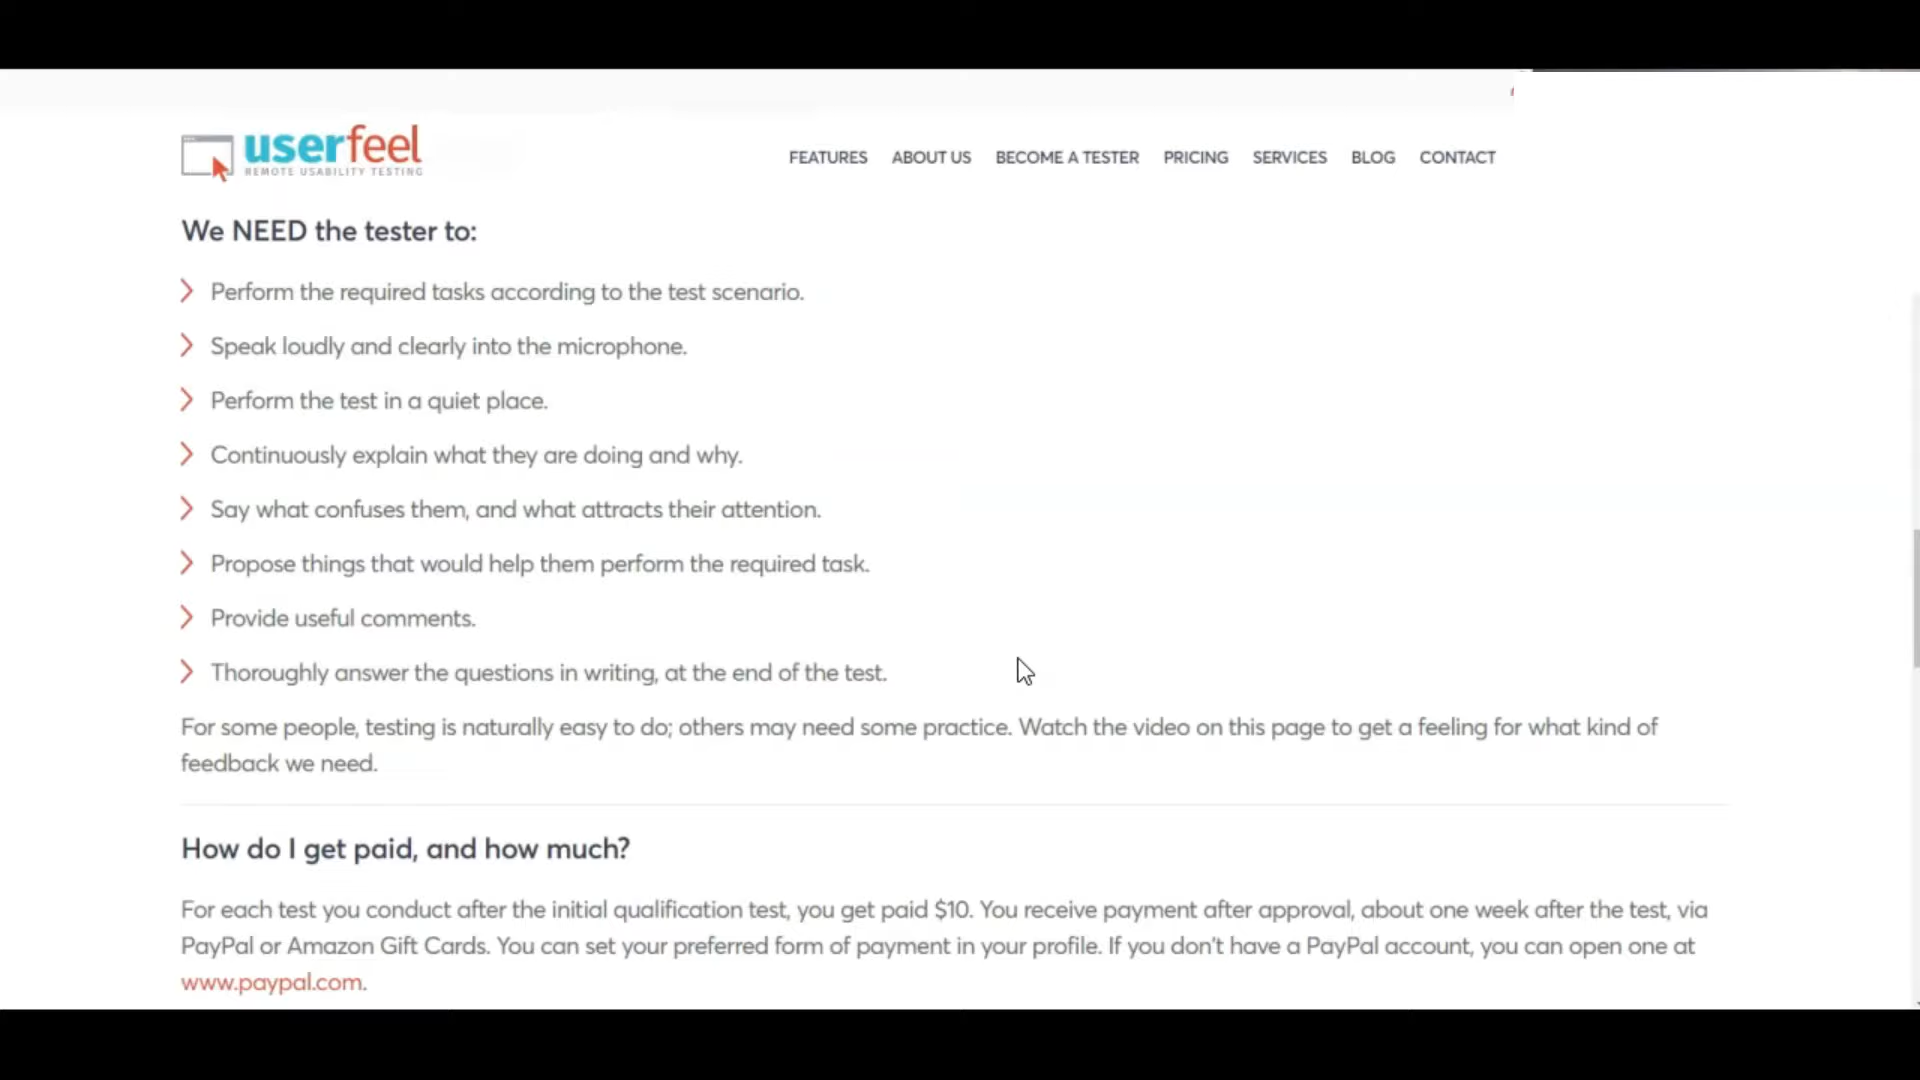 userfeel
REMOTE USABILITY TESTING
FEATURES ABOUT US BECOME A TESTER PRICING SERVICES BLOG CONTACT
We NEED the tester to:
Perform the required tasks according to the test scenario.
Speak loudly and clearly into the microphone.
Perform the test in a quiet place.
Continuously explain what they are doing and why.
Say what confuses them, and what attracts their attention.
Propose things that would help them perform the required task.
Provide useful comments.
Thoroughly answer the questions in writing, at the end of the test.
For some people, testing is naturally easy to do; others may need some practice. Watch the video on this page to get a feeling for what kind of
feedback we need.
How do I get paid, and how much?
For each test you conduct after the initial qualification test, you get paid $10. You receive payment after approval, about one week after the test, via
PayPal or Amazon Gift Cards. You can set your preferred form of payment in your profile. If you don't have a PayPal account, you can open one at
www.paypal.com.